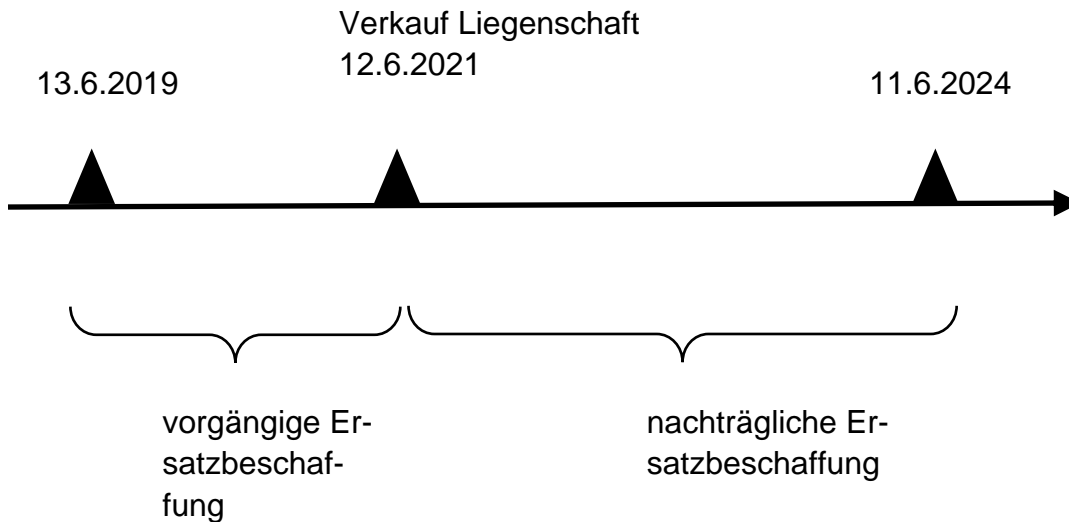 Verkauf Liegenschaft
12.6.2021
13.6.2019
11.6.2024
vorgängige Er-
satzbeschaf-
fung
nachträgliche Er-
satzbeschaffung